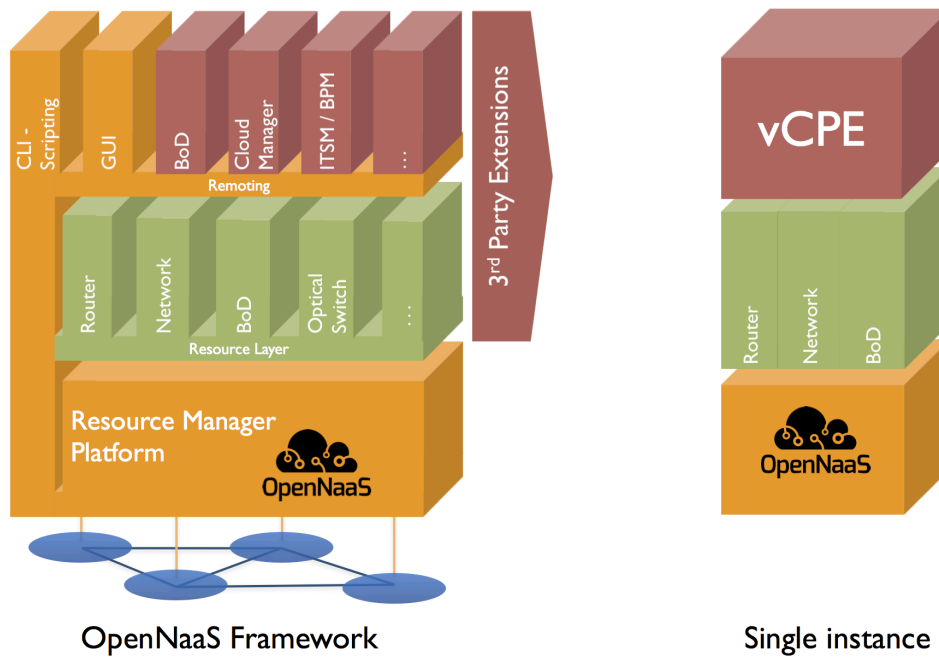 CLI -
Scripting
GUI
BoD
Cloud
Manager
ITSM / BPM
...
Remoting
Router
Network
BoD
Optical
Switch
...
Resource Layer
Resource Manager
Platform
OpenNaaS
3rd Party Extensions
OpenNaaS Framework
vCPE
Router
Network
BoD
OpenNaaS
Single instance